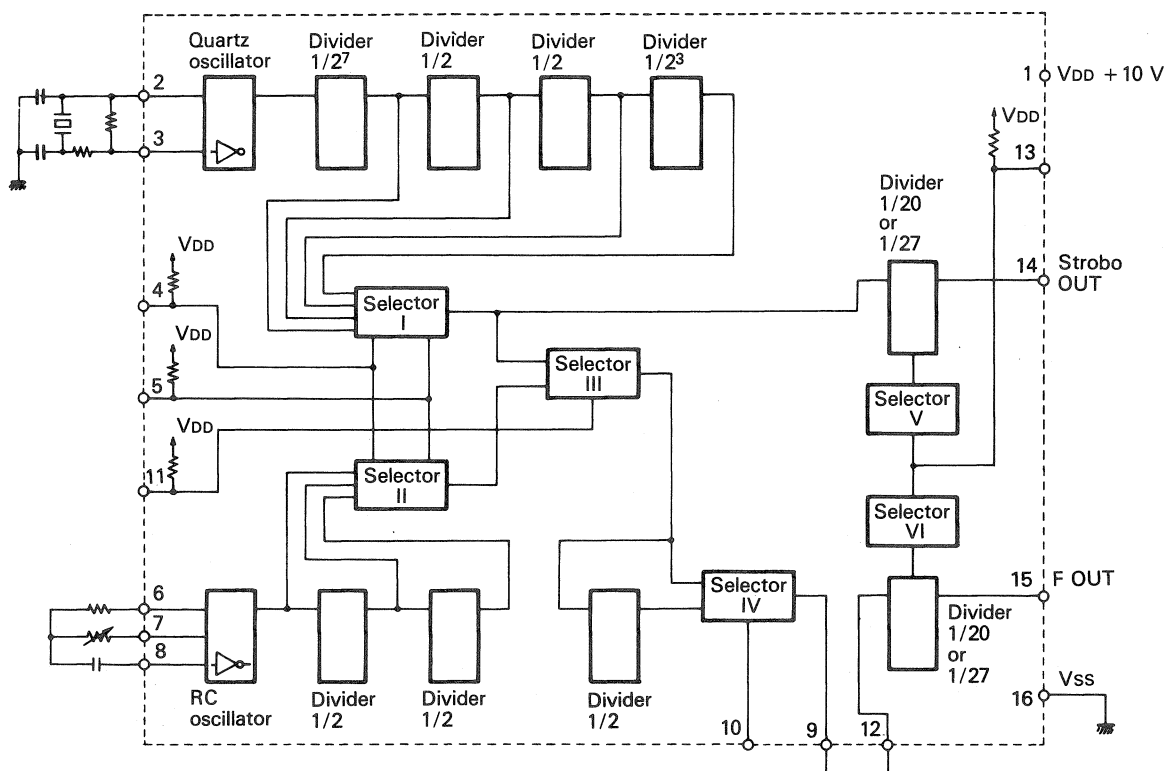 Quartz
oscillator
Divider
1/2⁷
Divider
1/2
Divider
1/2
Divider
1/2³
2
3
1
VDD +10 V
VDD
13
Divider
1/20
or
1/27
14
Strobo
OUT
VDD
4
VDD
5
VDD
11
Selector
I
Selector
III
Selector
II
Selector
V
Selector
VI
Selector
IV
6
7
8
RC
oscillator
Divider
1/2
Divider
1/2
Divider
1/2
15
F OUT
Divider
1/20
or
1/27
16
VSS
10
9
12